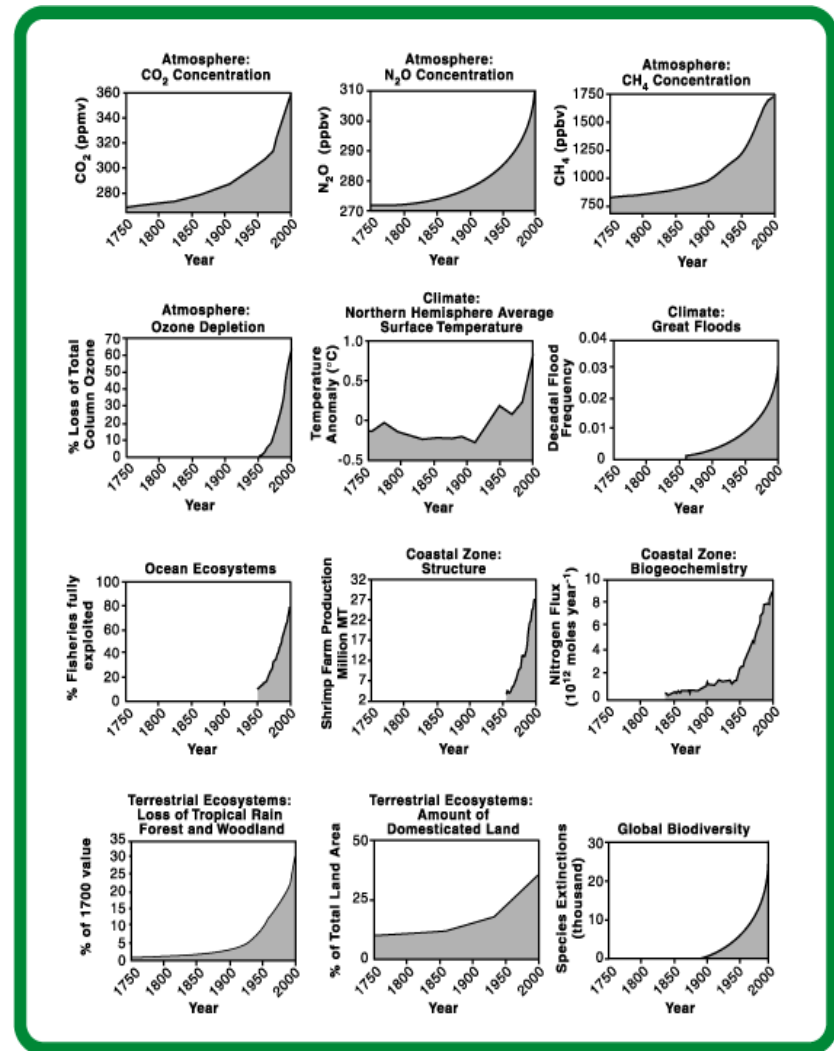 Atmosphere:
CO2 Concentration
360
340
320
300
280
CO2 (ppmv)
1750
1800
1850
1900
1950
2000
Year
Atmosphere:
N2O Concentration
310
300
290
280
270
N2O (ppbv)
1750
1800
1850
1900
1950
2000
Year
Atmosphere:
CH4 Concentration
1750
1500
1250
1000
750
CH4 (ppbv)
1750
1800
1850
1900
1950
2000
Year
Atmosphere:
Ozone Depletion
70
60
50
40
30
20
10
0
% Loss of Total
Column Ozone
1750
1800
1850
1900
1950
2000
Year
Climate:
Northern Hemisphere Average
Surface Temperature
1.0
0.5
0
-0.5
Temperature
Anomaly (°C)
1750
1800
1850
1900
1950
2000
Year
Climate:
Great Floods
0.04
0.03
0.02
0.01
0
Decadal Flood
Frequency
1750
1800
1850
1900
1950
2000
Year
Ocean Ecosystems
100
80
60
40
20
0
% Fisheries fully
exploited
1750
1800
1850
1900
1950
2000
Year
Coastal Zone:
Structure
32
27
22
17
12
7
2
Shrimp Farm Production
Million MT
1750
1800
1850
1900
1950
2000
Year
Coastal Zone:
Biogeochemistry
10
8
6
4
2
0
Nitrogen Flux
(10¹² moles year⁻¹)
1750
1800
1850
1900
1950
2000
Year
Terrestrial Ecosystems:
Loss of Tropical Rain
Forest and Woodland
35
30
25
20
15
10
5
0
% of 1700 value
1750
1800
1850
1900
1950
2000
Year
Terrestrial Ecosystems:
Amount of
Domesticated Land
50
25
0
% of Total Land Area
1750
1800
1850
1900
1950
2000
Year
Global Biodiversity
30
20
10
0
Species Extinctions
(thousand)
1750
1800
1850
1900
1950
2000
Year